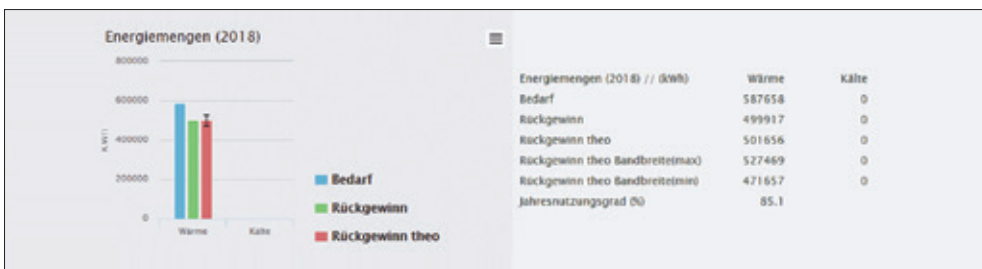 Energiemengen (2018)
800000
600000
400000
200000
0
kWh
Wärme Kälte
Bedarf
Rückgewinn
Rückgewinn theo
Energiemengen (2018) // (kWh) Wärme Kälte
Bedarf 587658 0
Rückgewinn 499917 0
Rückgewinn theo 501656 0
Rückgewinn theo Bandbreite(max) 527469 0
Rückgewinn theo Bandbreite(min) 471657 0
Jahresnutzungsgrad (%) 85.1